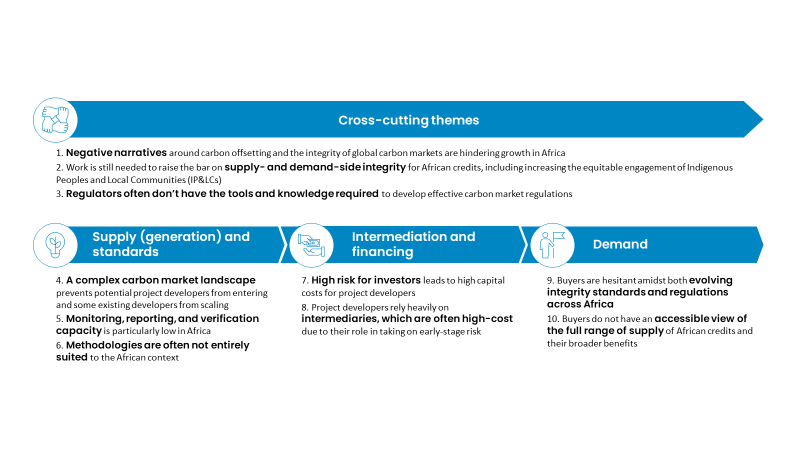 Cross-cutting themes
1. Negative narratives around carbon offsetting and the integrity of global carbon markets are hindering growth in Africa
2. Work is still needed to raise the bar on supply- and demand-side integrity for African credits, including increasing the equitable engagement of Indigenous
Peoples and Local Communities (IP&LCs)
3. Regulators often don't have the tools and knowledge required to develop effective carbon market regulations
Supply (generation) and
standards
4. A complex carbon market landscape
prevents potential project developers from entering
and some existing developers from scaling
5. Monitoring, reporting, and verification
capacity is particularly low in Africa
6. Methodologies are often not entirely
suited to the African context
Intermediation and
financing
7. High risk for investors leads to high capital
costs for project developers
8. Project developers rely heavily on
intermediaries, which are often high-cost
due to their role in taking on early-stage risk
Demand
9. Buyers are hesitant amidst both evolving
integrity standards and regulations
across Africa
10. Buyers do not have an accessible view of
the full range of supply of African credits and
their broader benefits